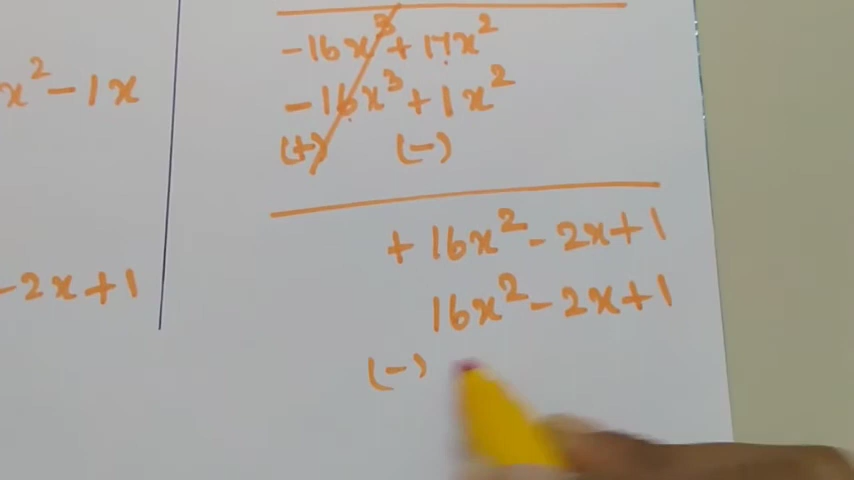 x² - 1x
- 2x + 1
- 16x³ + 17x²
- 16x³ + 1x²
(+) (-)
+ 16x² - 2x + 1
16x² - 2x + 1
(-)